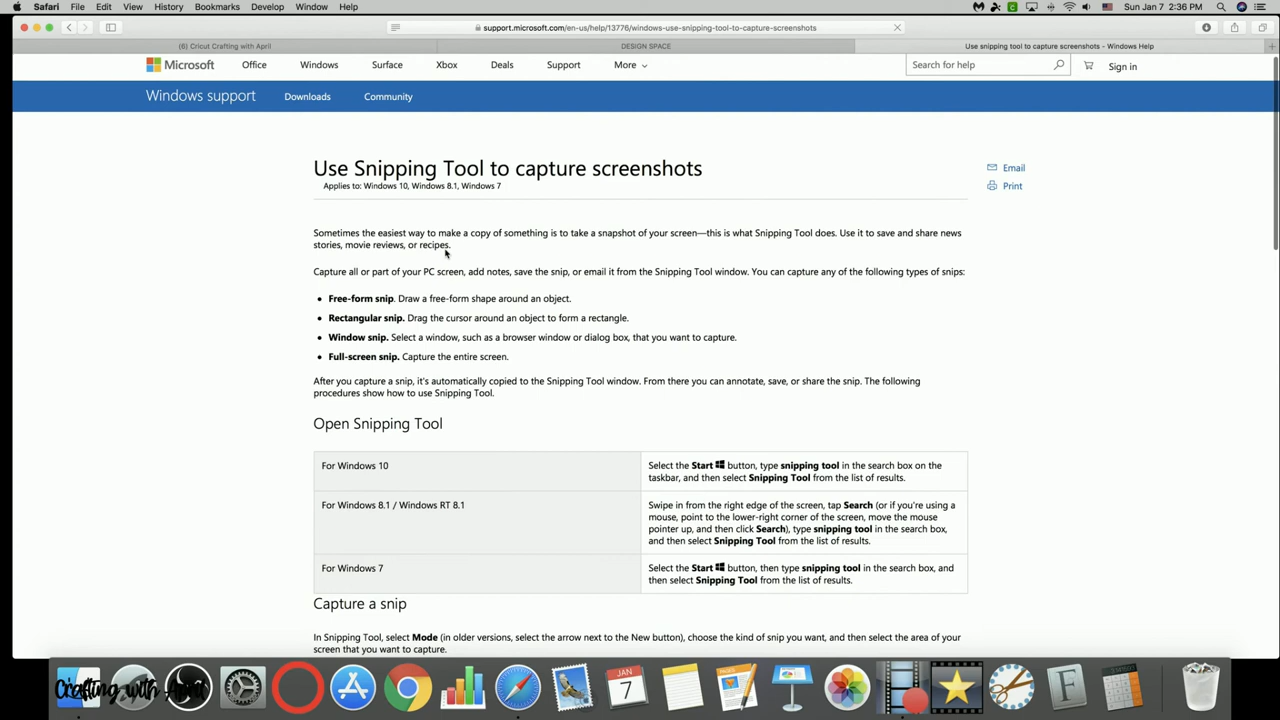 Safari File Edit View History Bookmarks Develop Window Help Sun Jan 7 2:36 PM
support.microsoft.com/en-us/help/13776/windows-use-snipping-tool-to-capture-screenshots
(6) Cricut Crafting with April DESIGN SPACE Use snipping tool to capture screenshots - Windows Help
Microsoft Office Windows Surface Xbox Deals Support More Search for help Sign in
Windows support Downloads Community
Use Snipping Tool to capture screenshots
Email
Applies to: Windows 10, Windows 8.1, Windows 7
Print
Sometimes the easiest way to make a copy of something is to take a snapshot of your screen—this is what Snipping Tool does. Use it to save and share news
stories, movie reviews, or recipes.
Capture all or part of your PC screen, add notes, save the snip, or email it from the Snipping Tool window. You can capture any of the following types of snips:
• Free-form snip. Draw a free-form shape around an object.
• Rectangular snip. Drag the cursor around an object to form a rectangle.
• Window snip. Select a window, such as a browser window or dialog box, that you want to capture.
• Full-screen snip. Capture the entire screen.
After you capture a snip, it's automatically copied to the Snipping Tool window. From there you can annotate, save, or share the snip. The following
procedures show how to use Snipping Tool.
Open Snipping Tool
For Windows 10
Select the Start button, type snipping tool in the search box on the
taskbar, and then select Snipping Tool from the list of results.
For Windows 8.1 / Windows RT 8.1
Swipe in from the right edge of the screen, tap Search (or if you're using a
mouse, point to the lower-right corner of the screen, move the mouse
pointer up, and then click Search), type snipping tool in the search box,
and then select Snipping Tool from the list of results.
For Windows 7
Select the Start button, then type snipping tool in the search box, and
then select Snipping Tool from the list of results.
Capture a snip
In Snipping Tool, select Mode (in older versions, select the arrow next to the New button), choose the kind of snip you want, and then select the area of your
screen that you want to capture.
Crafting with April
JAN
7